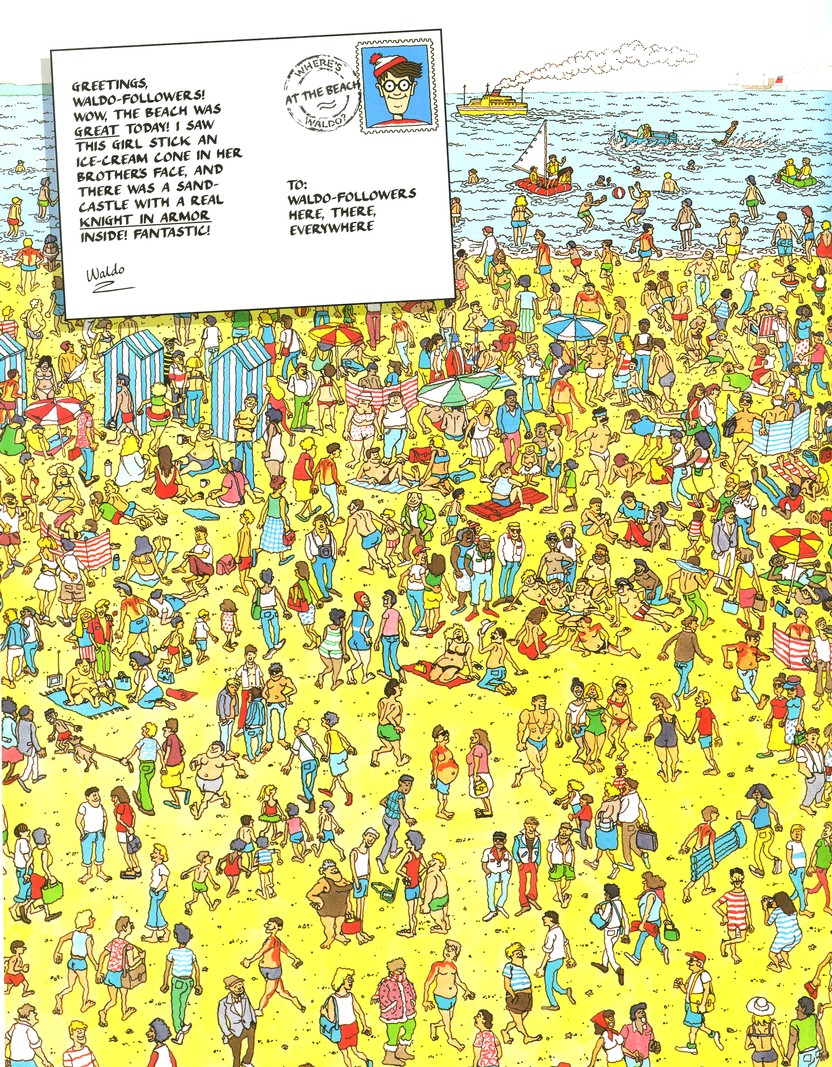 GREETINGS,
WALDO-FOLLOWERS!
WOW, THE BEACH WAS
GREAT TODAY! I SAW
THIS GIRL STICK AN
ICE-CREAM CONE IN HER
BROTHER'S FACE, AND
THERE WAS A SAND-
CASTLE WITH A REAL
KNIGHT IN ARMOR
INSIDE! FANTASTIC!
Waldo
WHERE'S
AT THE BEACH
WALDO?
TO:
WALDO-FOLLOWERS
HERE, THERE,
EVERYWHERE